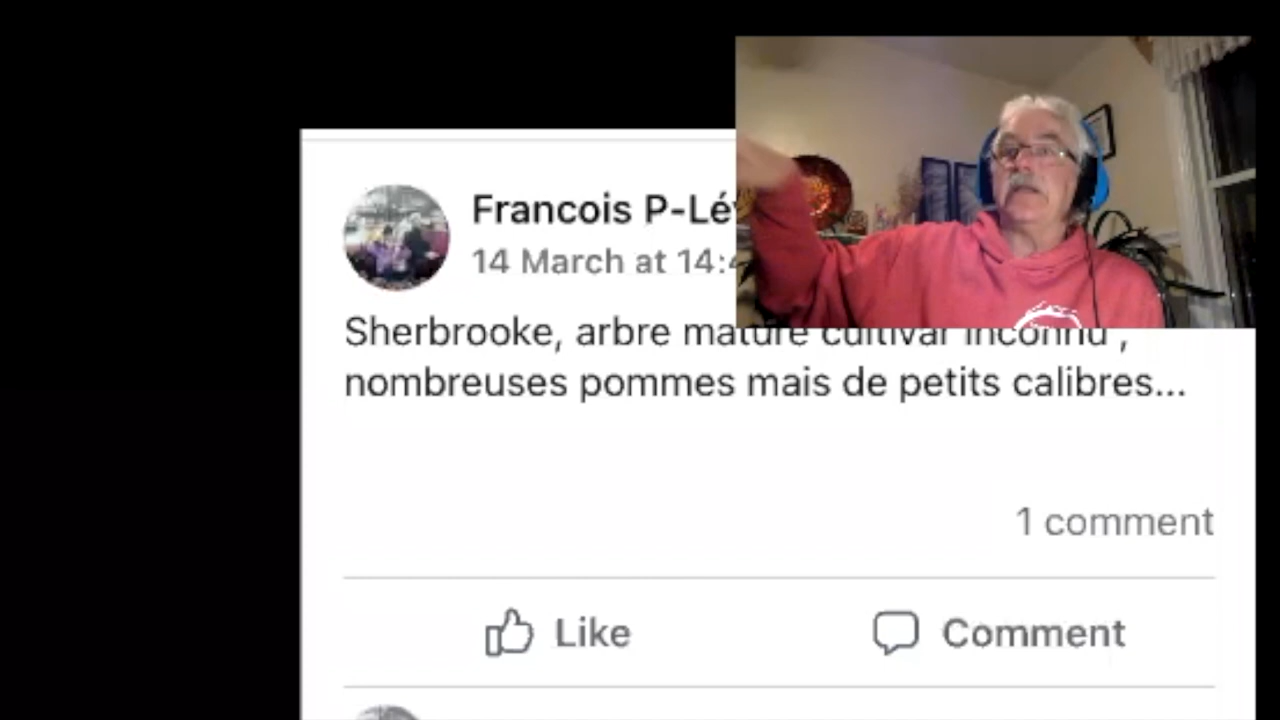 Francois P-Lé
14 March at 14:
Sherbrooke, arbre mature cultivar inconnu ,
nombreuses pommes mais de petits calibres...
1 comment
Like
Comment